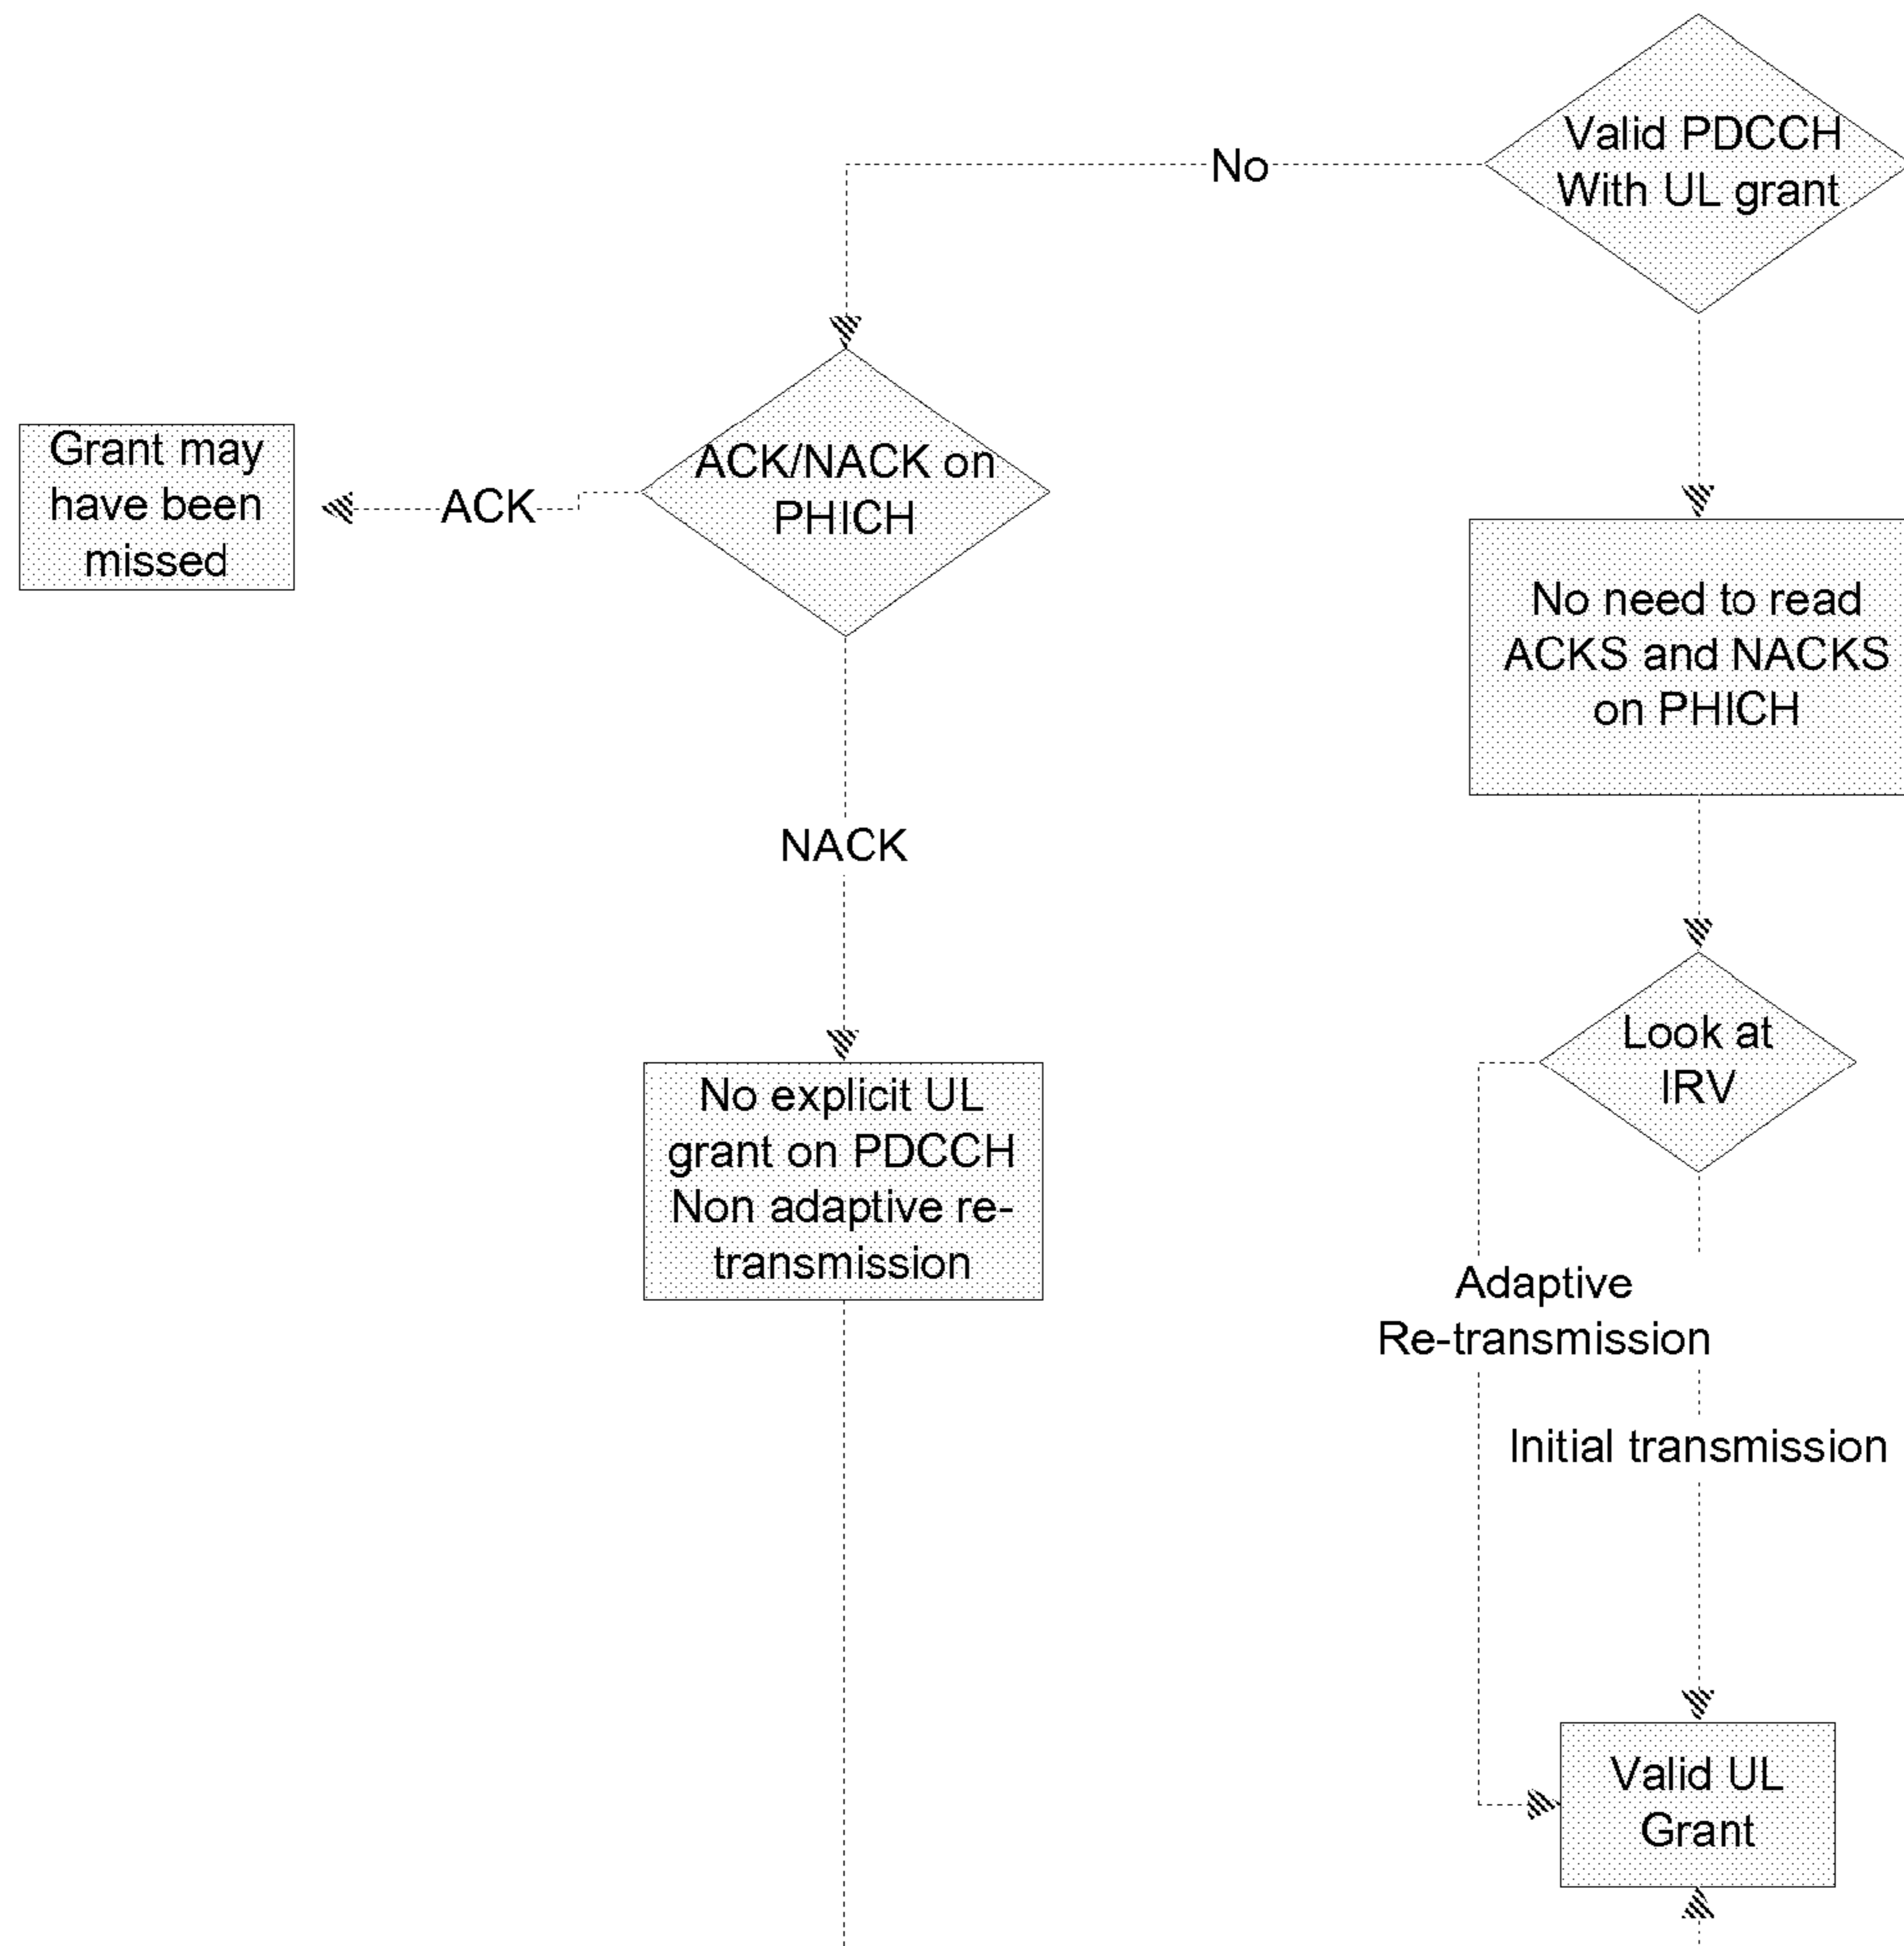 Valid PDCCH
With UL grant
No
ACK/NACK on
PHICH
ACK
Grant may
have been
missed
No need to read
ACKS and NACKS
on PHICH
NACK
Look at
IRV
No explicit UL
grant on PDCCH
Non adaptive re-
transmission
Adaptive
Re-transmission
Initial transmission
Valid UL
Grant